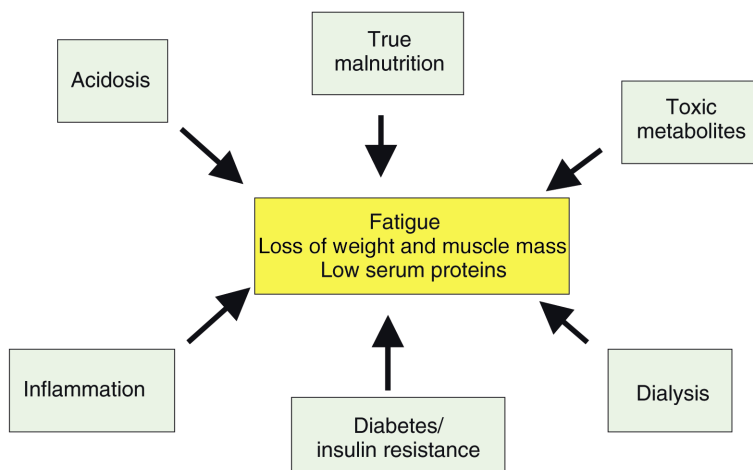 True
malnutrition
Acidosis
Toxic
metabolites
Fatigue
Loss of weight and muscle mass
Low serum proteins
Inflammation
Dialysis
Diabetes/
insulin resistance